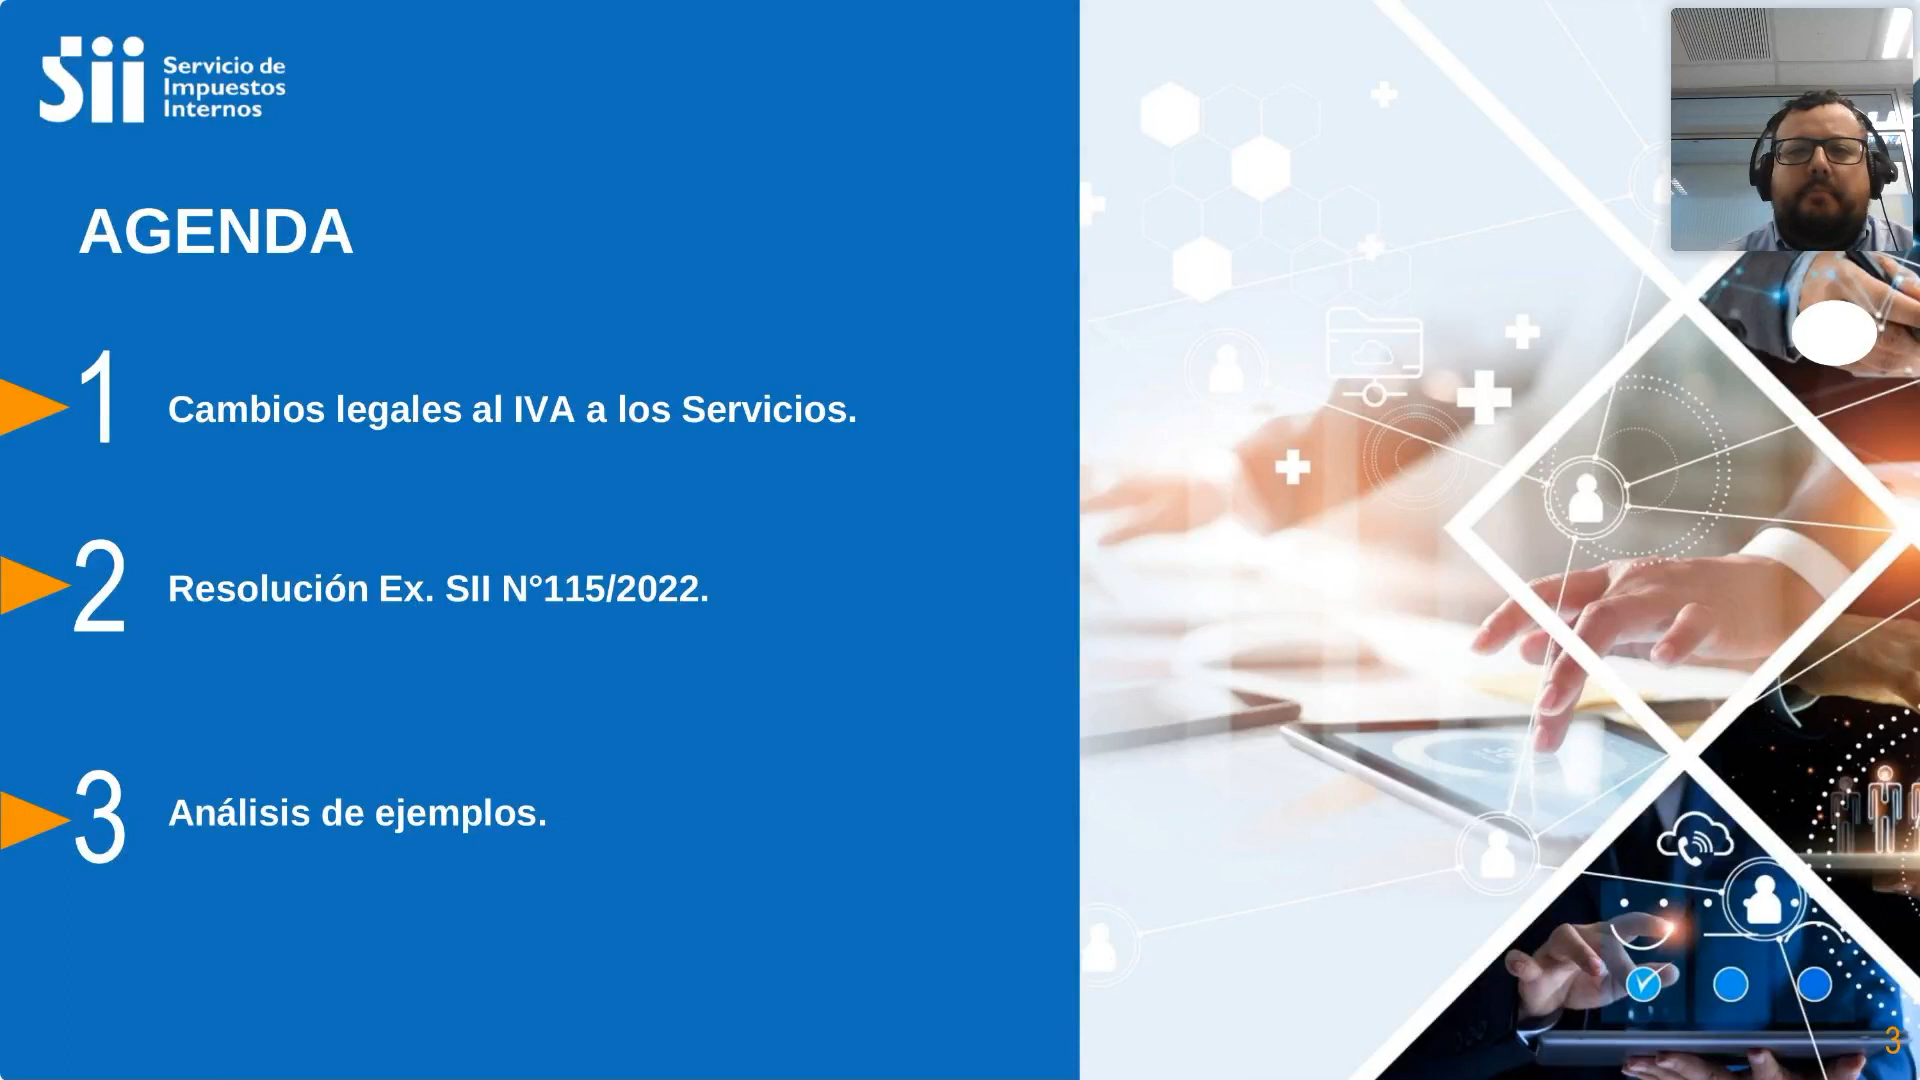 Sii
Servicio de
Impuestos
Internos
AGENDA
1
Cambios legales al IVA a los Servicios.
2
Resolución Ex. SII N°115/2022.
3
Análisis de ejemplos.
3